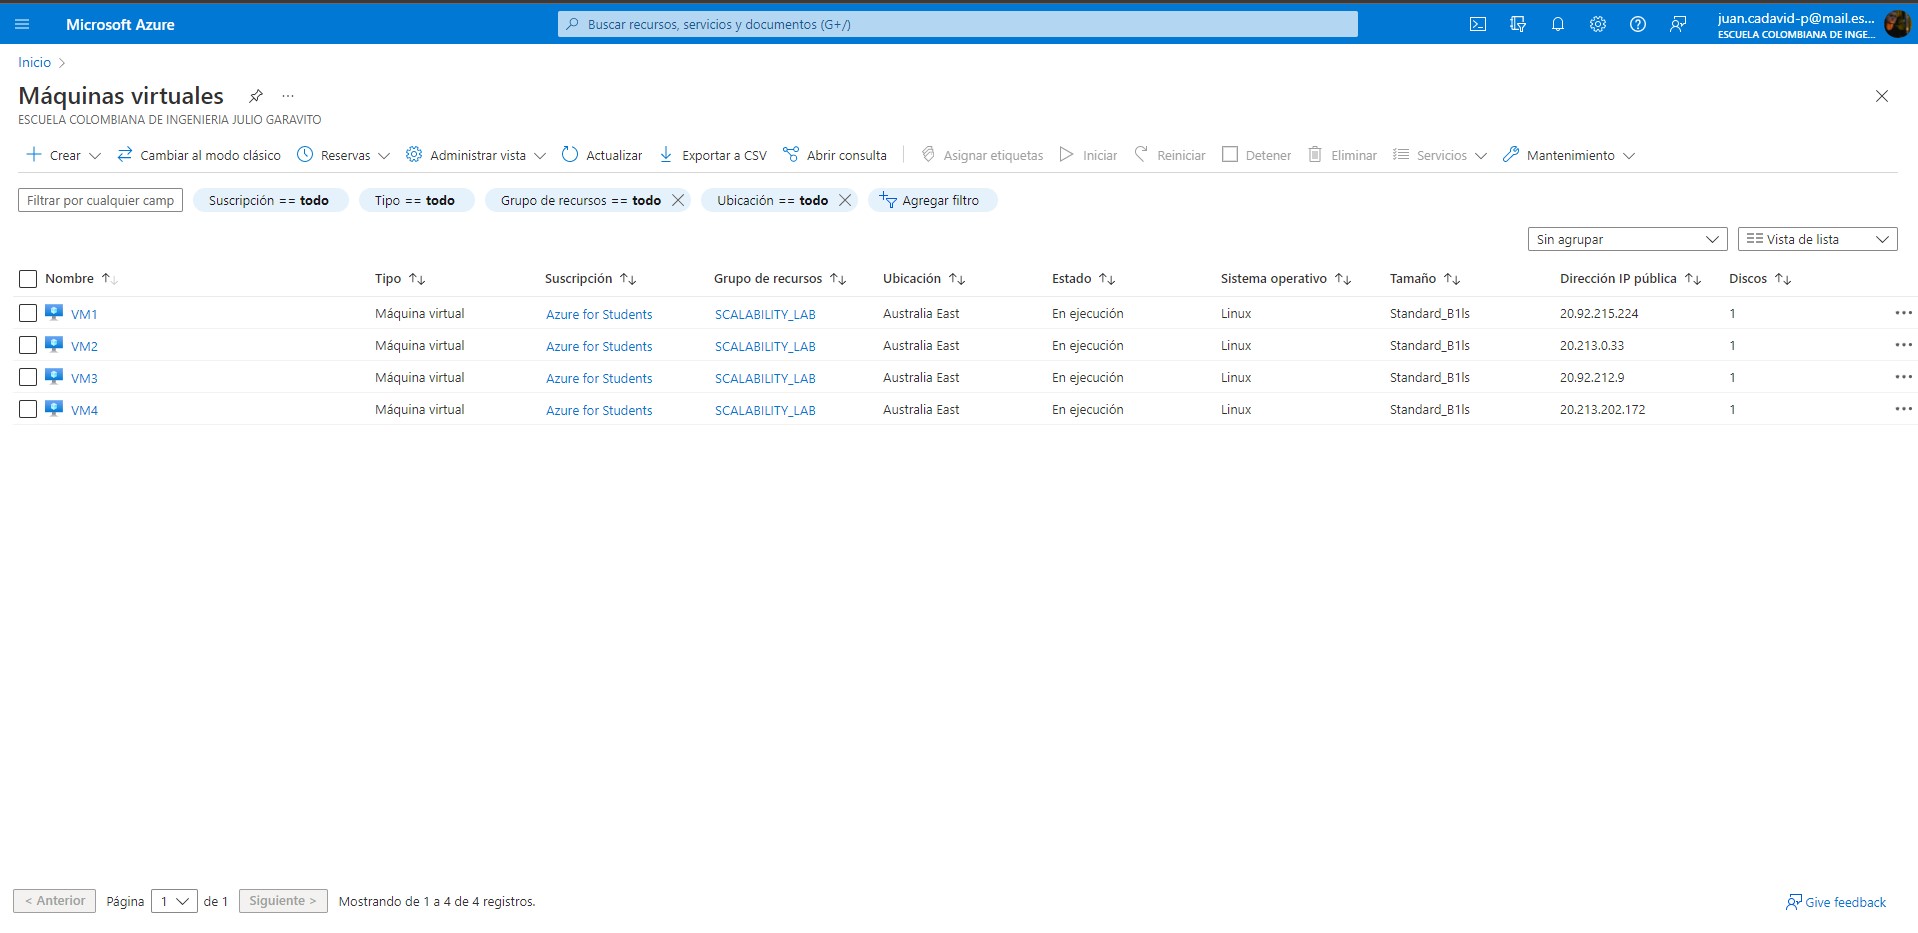 Microsoft Azure Buscar recursos, servicios y documentos (G+/) juan.cadavid-p@mail.es...
ESCUELA COLOMBIANA DE INGE...
Inicio >
Máquinas virtuales ...
ESCUELA COLOMBIANA DE INGENIERIA JULIO GARAVITO
Crear Cambiar al modo clásico Reservas Administrar vista Actualizar Exportar a CSV Abrir consulta Asignar etiquetas Iniciar Reiniciar Detener Eliminar Servicios Mantenimiento
Filtrar por cualquier camp Suscripción == todo Tipo == todo Grupo de recursos == todo Ubicación == todo Agregar filtro
Sin agrupar Vista de lista
Nombre Tipo Suscripción Grupo de recursos Ubicación Estado Sistema operativo Tamaño Dirección IP pública Discos
VM1 Máquina virtual Azure for Students SCALABILITY_LAB Australia East En ejecución Linux Standard_B1ls 20.92.215.224 1
VM2 Máquina virtual Azure for Students SCALABILITY_LAB Australia East En ejecución Linux Standard_B1ls 20.213.0.33 1
VM3 Máquina virtual Azure for Students SCALABILITY_LAB Australia East En ejecución Linux Standard_B1ls 20.92.212.9 1
VM4 Máquina virtual Azure for Students SCALABILITY_LAB Australia East En ejecución Linux Standard_B1ls 20.213.202.172 1
< Anterior Página 1 de 1 Siguiente > Mostrando de 1 a 4 de 4 registros. Give feedback